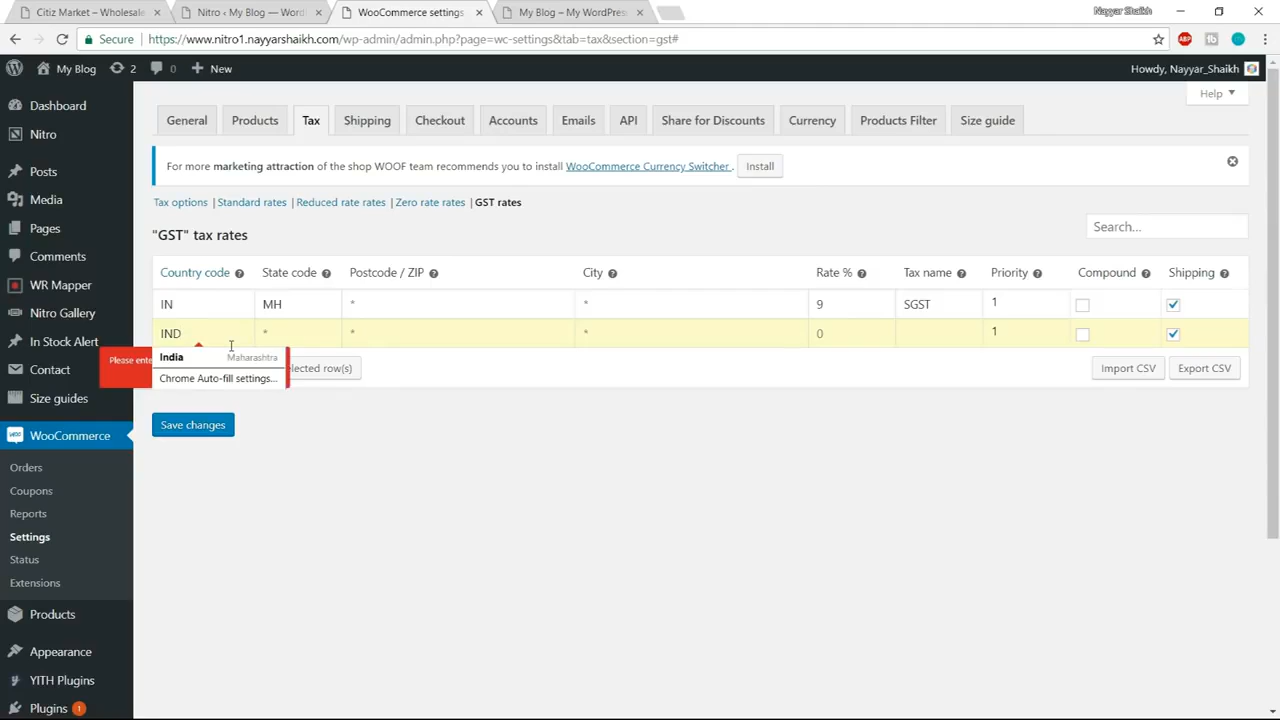 Citiz Market – Wholesale
Nitro ‹ My Blog — Word
WooCommerce settings
My Blog – My WordPres
Nayyar Shaikh
Secure
https://www.nitro1.nayyarshaikh.com/wp-admin/admin.php?page=wc-settings&tab=tax&section=gst#
My Blog
2
0
New
Howdy, Nayyar_Shaikh
Help
Dashboard
Nitro
Posts
Media
Pages
Comments
WR Mapper
Nitro Gallery
In Stock Alert
Contact
Size guides
WooCommerce
Orders
Coupons
Reports
Settings
Status
Extensions
Products
Appearance
YITH Plugins
Plugins 1
General
Products
Tax
Shipping
Checkout
Accounts
Emails
API
Share for Discounts
Currency
Products Filter
Size guide
For more marketing attraction of the shop WOOF team recommends you to install WooCommerce Currency Switcher .
Install
Tax options | Standard rates | Reduced rate rates | Zero rate rates | GST rates
"GST" tax rates
Search...
Country code State code Postcode / ZIP City Rate % Tax name Priority Compound Shipping
IN MH * * 9 SGST 1
IND * * * 0 1
Please ente
India Maharashtra
Chrome Auto-fill settings...
elected row(s)
Import CSV
Export CSV
Save changes